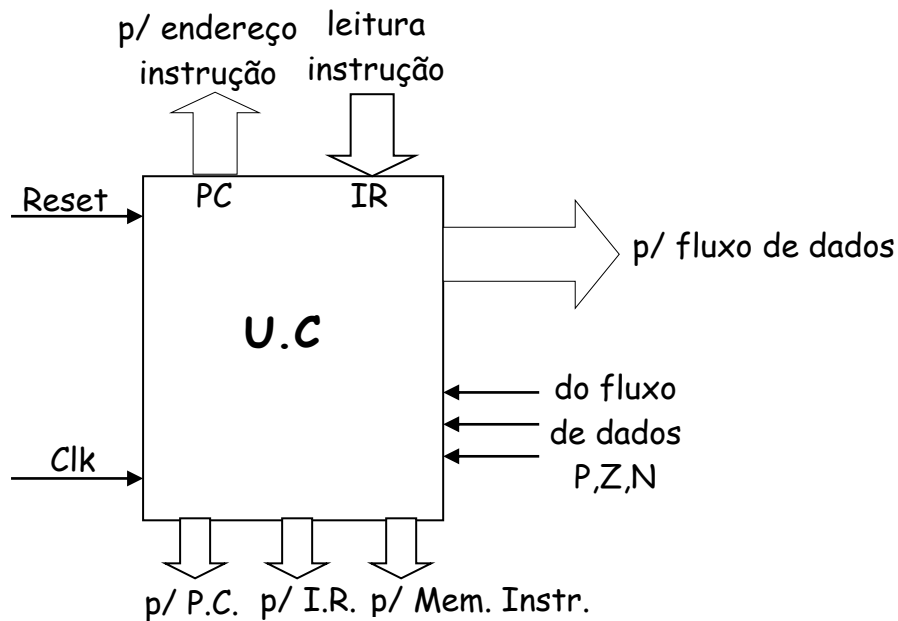 p/ endereço
instrução
leitura
instrução
PC
IR
Reset
p/ fluxo de dados
U.C
do fluxo
de dados
P,Z,N
Clk
p/ P.C.
p/ I.R.
p/ Mem. Instr.